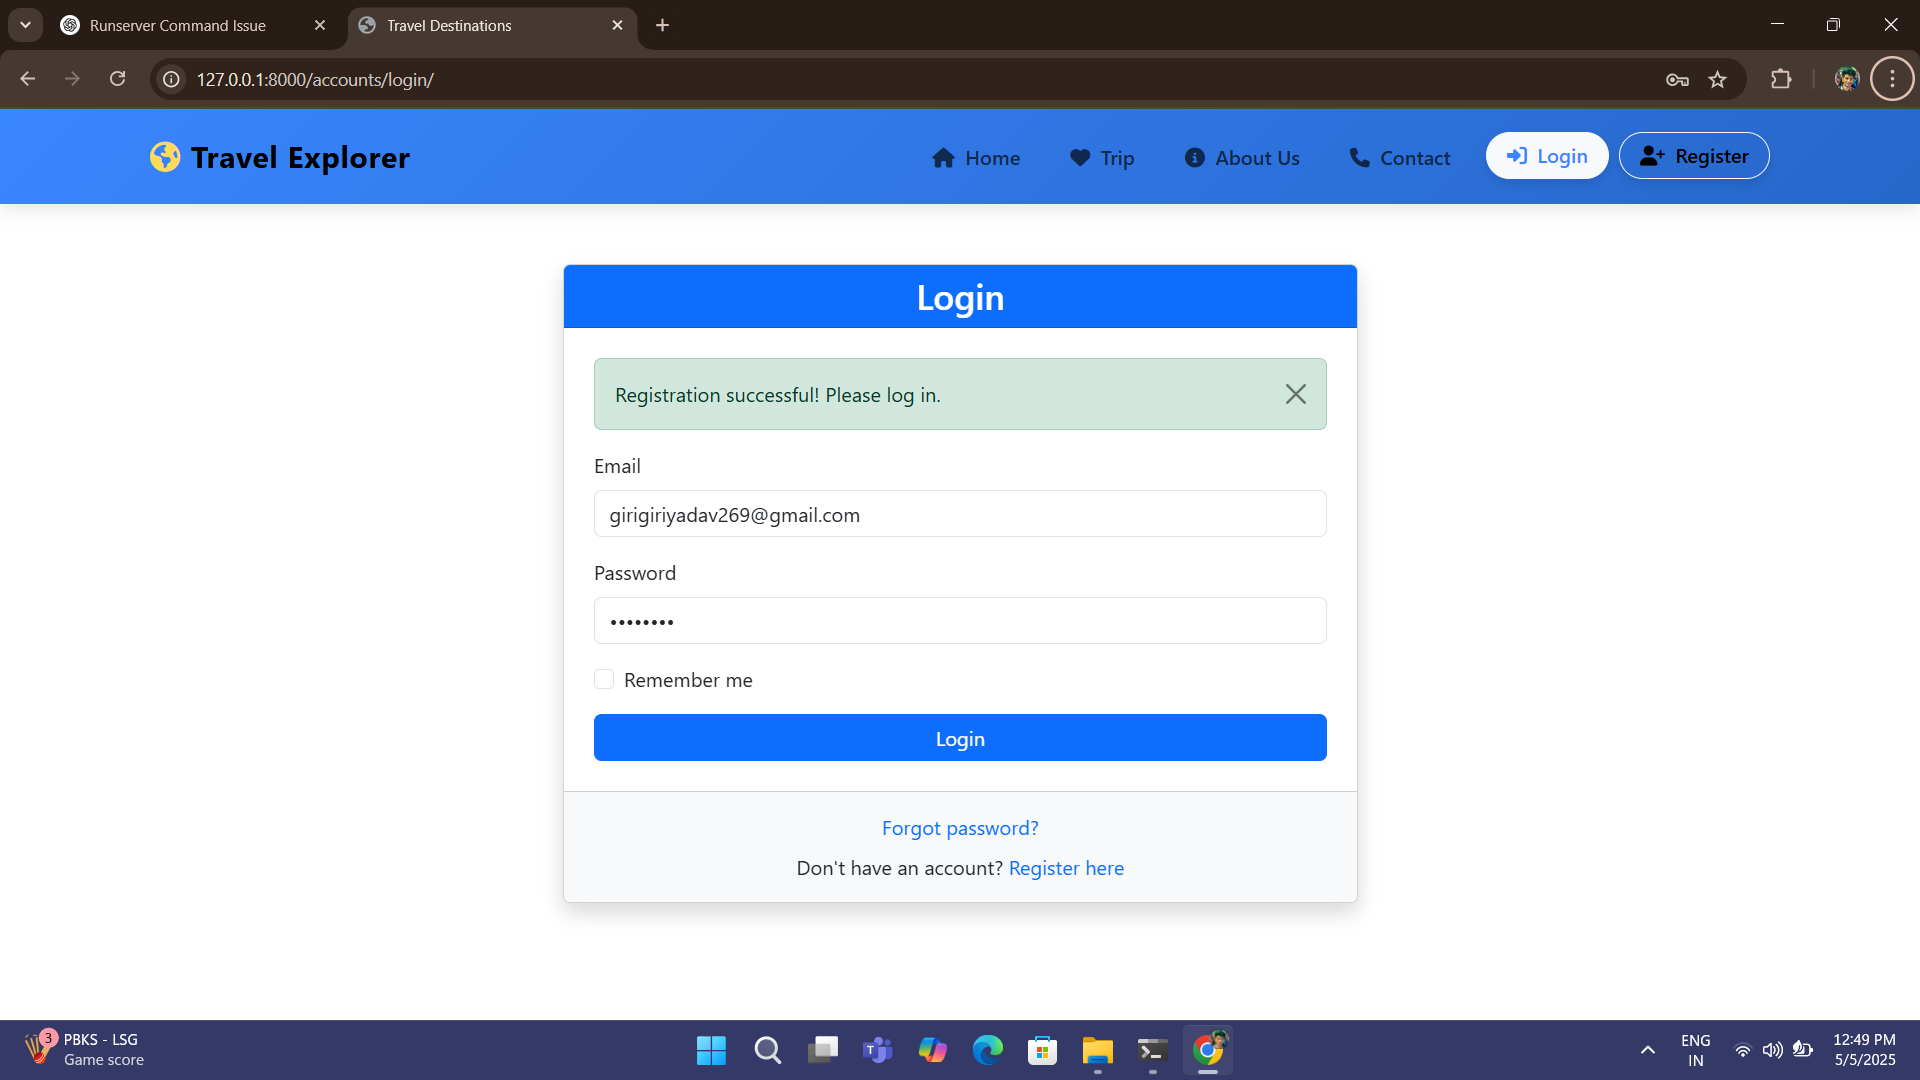 Runserver Command Issue
Travel Destinations
127.0.0.1:8000/accounts/login/
Travel Explorer
Home
Trip
About Us
Contact
Login
Register
Login
Registration successful! Please log in.
Email
girigiriyadav269@gmail.com
Password
••••••••
Remember me
Login
Forgot password?
Don't have an account? Register here
3
PBKS - LSG
Game score
ENG
IN
12:49 PM
5/5/2025